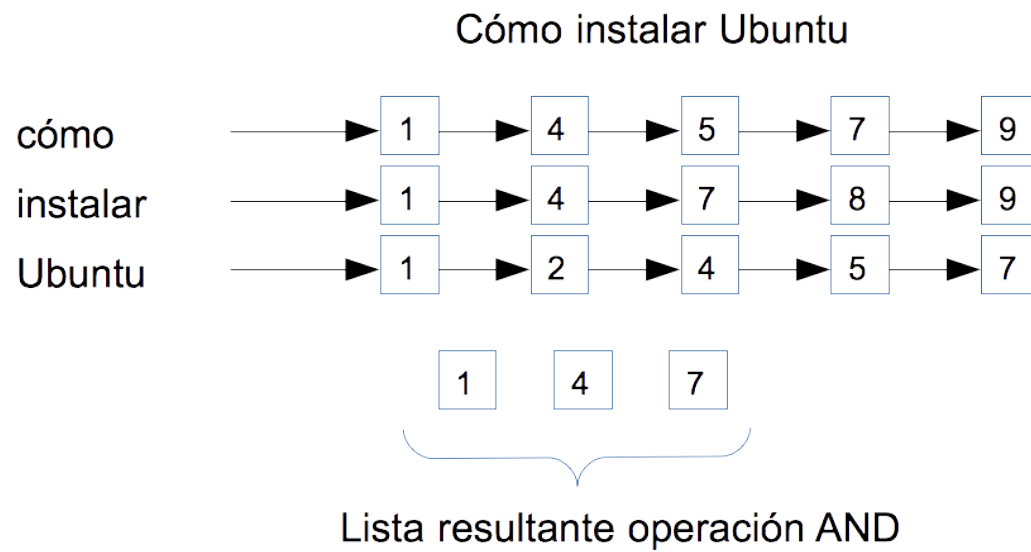 Cómo instalar Ubuntu
cómo 1 4 5 7 9
instalar 1 4 7 8 9
Ubuntu 1 2 4 5 7
1 4 7
Lista resultante operación AND